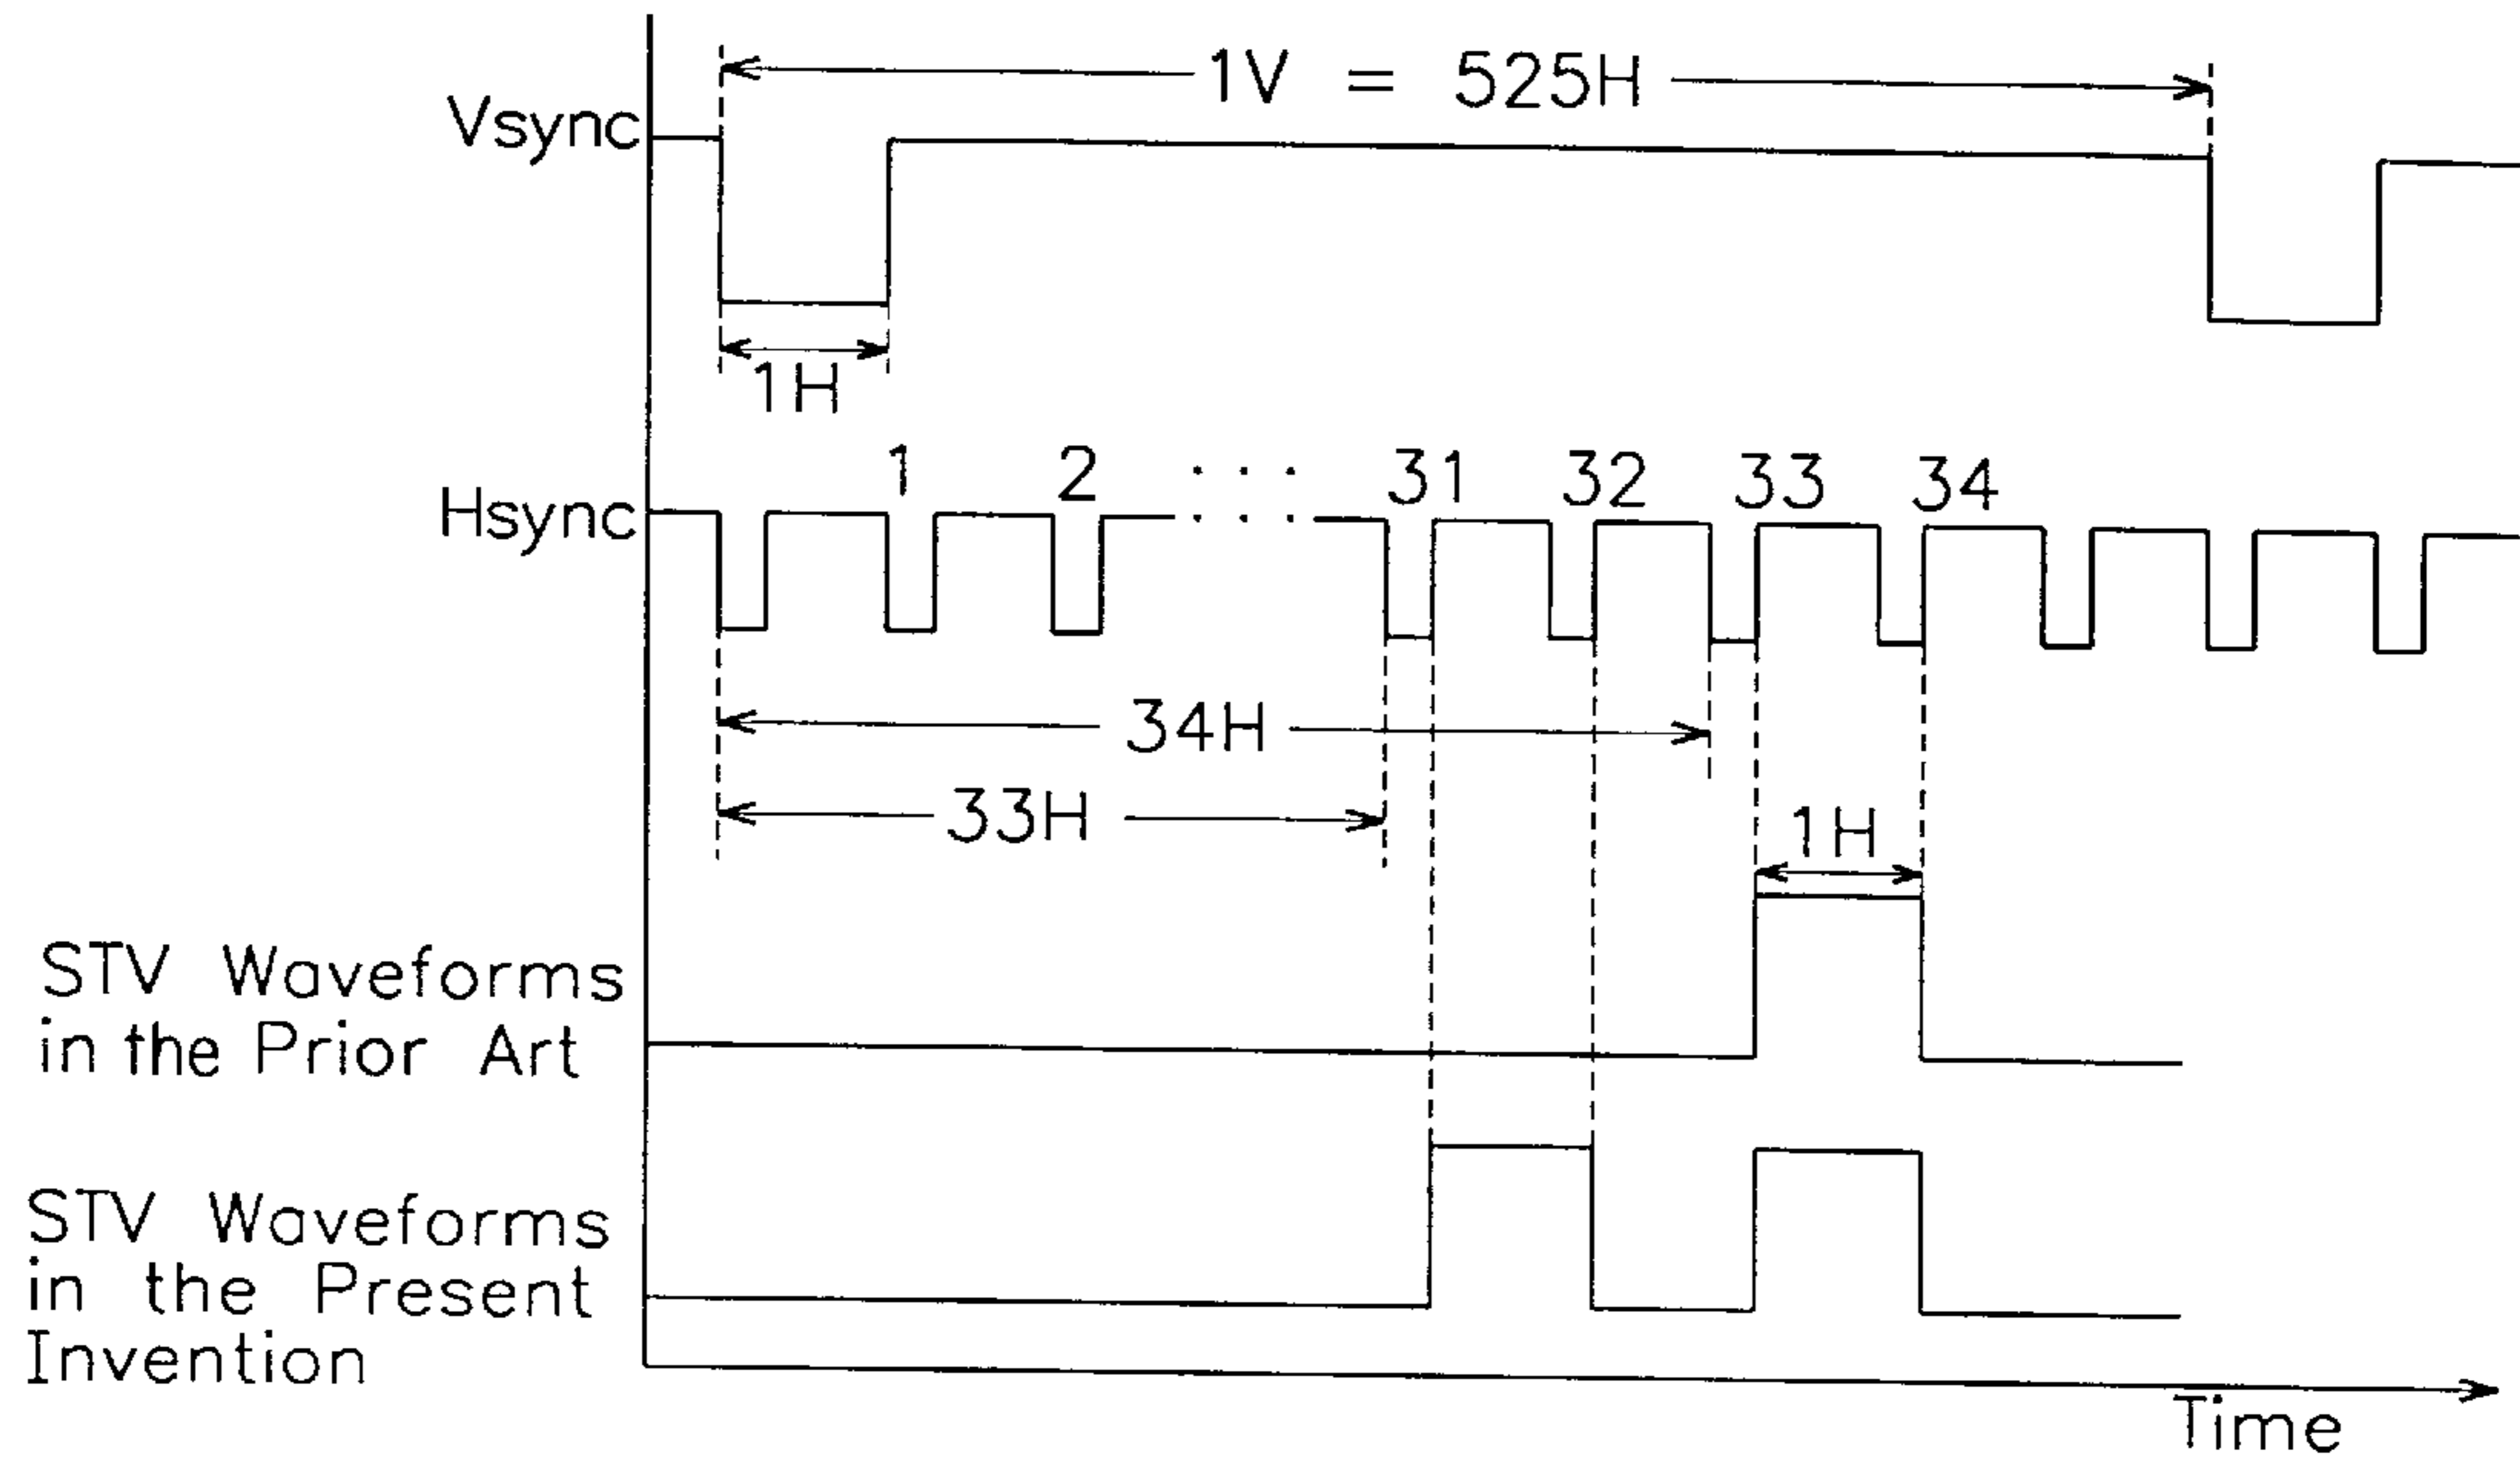 1V = 525H
Vsync
1H
1 2 : : : 31 32 33 34
Hsync
34H
33H
1H
STV Waveforms
in the Prior Art
STV Waveforms
in the Present
Invention
Time